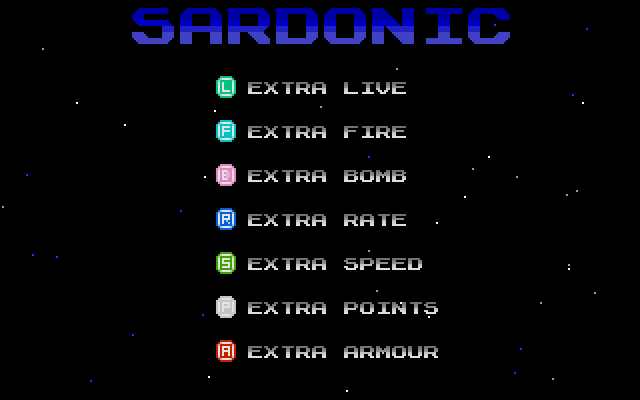 SARDONIC
L EXTRA LIVE
F EXTRA FIRE
B EXTRA BOMB
R EXTRA RATE
S EXTRA SPEED
P EXTRA POINTS
A EXTRA ARMOUR